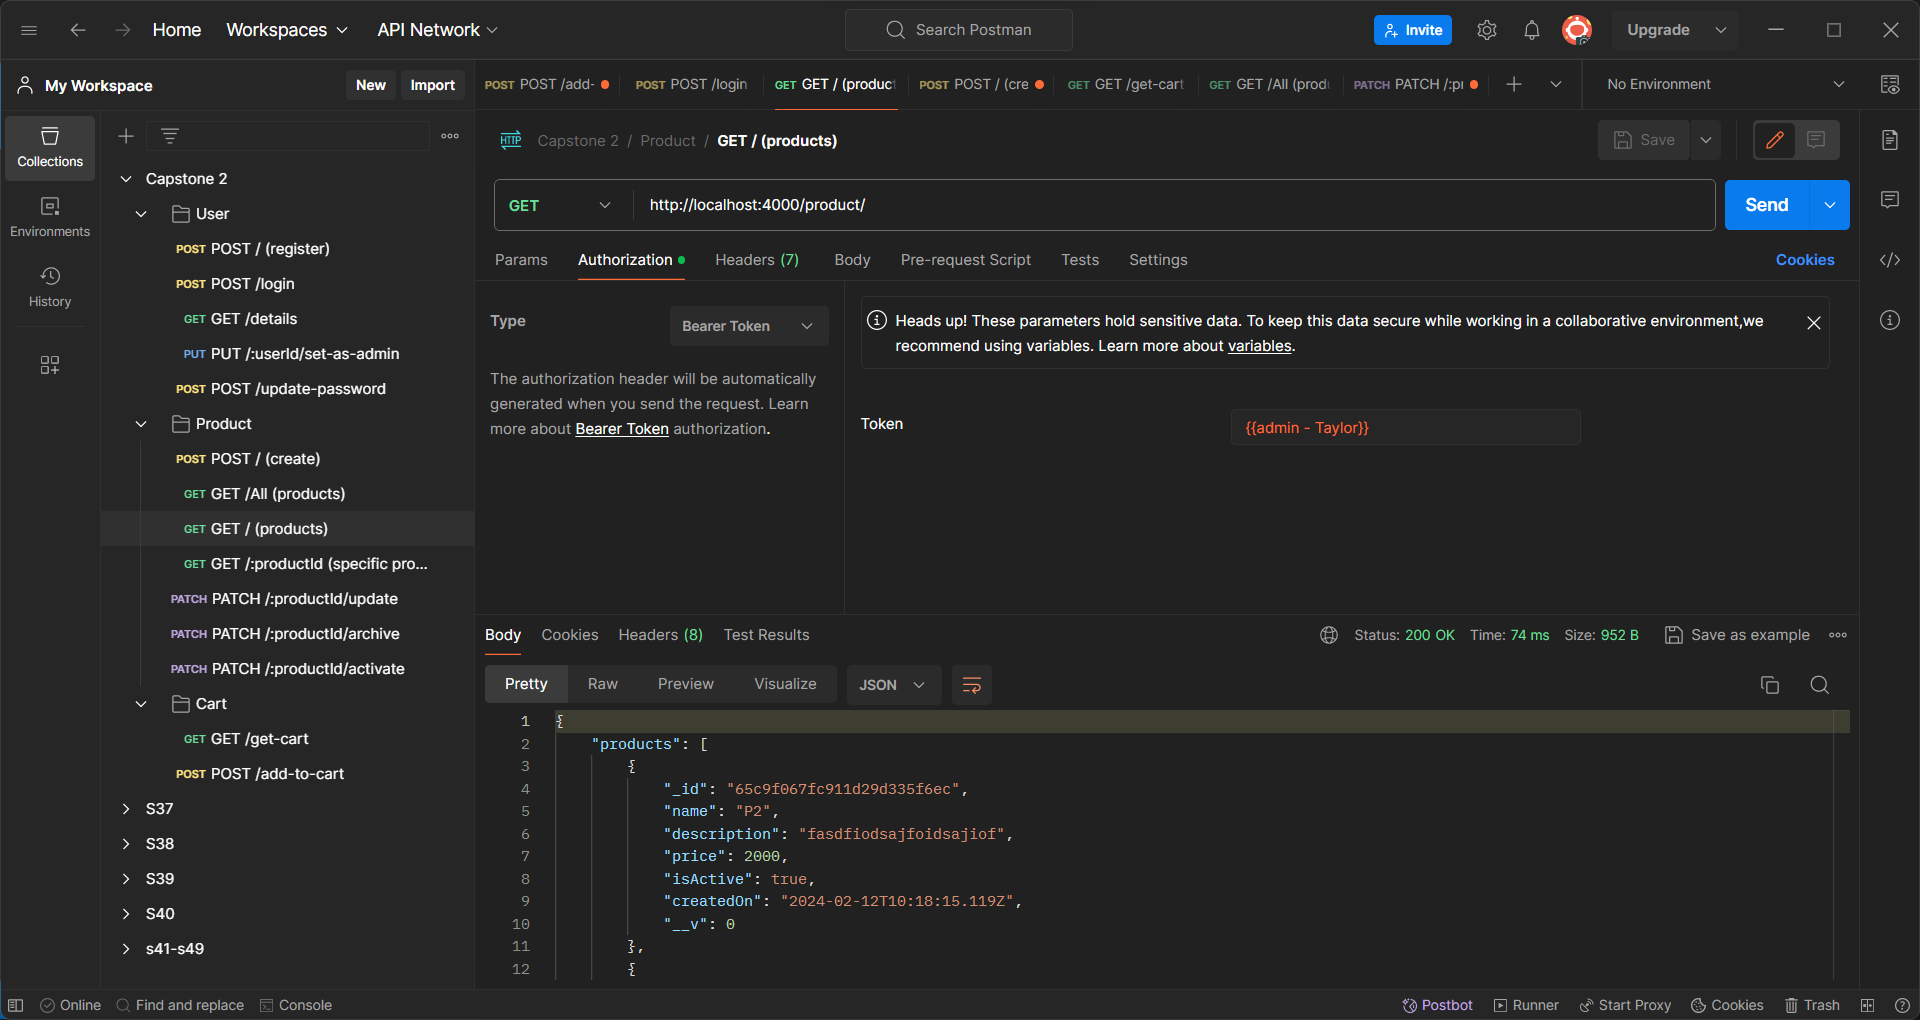 Home Workspaces API Network Search Postman Invite Upgrade
My Workspace New Import
POST POST /add- POST POST /login GET GET / (product POST POST / (cre GET GET /get-cart GET GET /All (prod PATCH PATCH /:pr No Environment
Collections
Environments
History
Capstone 2
User
POST POST / (register)
POST POST /login
GET GET /details
PUT PUT /:userId/set-as-admin
POST POST /update-password
Product
POST POST / (create)
GET GET /All (products)
GET GET / (products)
GET GET /:productId (specific pro...
PATCH PATCH /:productId/update
PATCH PATCH /:productId/archive
PATCH PATCH /:productId/activate
Cart
GET GET /get-cart
POST POST /add-to-cart
S37
S38
S39
S40
s41-s49
HTTP Capstone 2 / Product / GET / (products) Save
GET http://localhost:4000/product/ Send
Params Authorization Headers (7) Body Pre-request Script Tests Settings Cookies
Type Bearer Token
The authorization header will be automatically
generated when you send the request. Learn
more about Bearer Token authorization.
Heads up! These parameters hold sensitive data. To keep this data secure while working in a collaborative environment,we
recommend using variables. Learn more about variables.
Token {{admin - Taylor}}
Body Cookies Headers (8) Test Results Status: 200 OK Time: 74 ms Size: 952 B Save as example
Pretty Raw Preview Visualize JSON
1 {
2 "products": [
3 {
4 "_id": "65c9f067fc911d29d335f6ec",
5 "name": "P2",
6 "description": "fasdfiodsajfoidsajiof",
7 "price": 2000,
8 "isActive": true,
9 "createdOn": "2024-02-12T10:18:15.119Z",
10 "__v": 0
11 },
12 {
Online Find and replace Console Postbot Runner Start Proxy Cookies Trash